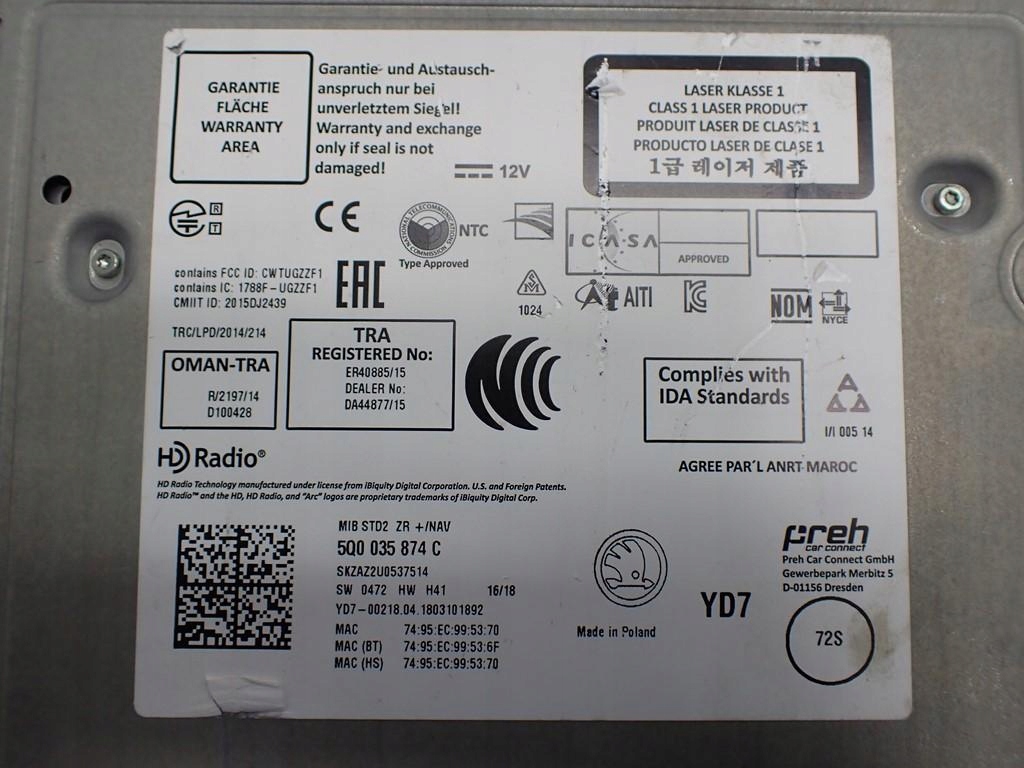 GARANTIE
FLÄCHE
WARRANTY
AREA
Garantie- und Austausch-
anspruch nur bei
unverletztem Siegel!
Warranty and exchange
only if seal is not
damaged!
12V
LASER KLASSE 1
CLASS 1 LASER PRODUCT
PRODUIT LASER DE CLASSE 1
PRODUCTO LASER DE CLASE 1
1급 레이저 제품
R
T
CE
NATIONAL TELECOMMUNICATIONS COMMISSION
NTC
Type Approved
ICASA
APPROVED
contains FCC ID: CWTUGZZF1
contains IC: 1788F-UGZZF1
CMIIT ID: 2015DJ2439
EAC
1024
AITI
NOM
NYCE
TRC/LPD/2014/214
OMAN-TRA
R/2197/14
D100428
TRA
REGISTERED No:
ER40885/15
DEALER No:
DA44877/15
Complies with
IDA Standards
I/I 005 14
HD Radio®
AGREE PAR´L ANRT MAROC
HD Radio Technology manufactured under license from iBiquity Digital Corporation. U.S. and Foreign Patents.
HD Radio™ and the HD, HD Radio, and "Arc" logos are proprietary trademarks of iBiquity Digital Corp.
MIB STD2 ZR +/NAV
5Q0 035 874 C
SKZAZ2U0537514
SW 0472 HW H41 16/18
YD7-00218.04.1803101892
MAC 74:95:EC:99:53:70
MAC (BT) 74:95:EC:99:53:6F
MAC (HS) 74:95:EC:99:53:70
Made in Poland
YD7
preh
car connect
Preh Car Connect GmbH
Gewerbepark Merbitz 5
D-01156 Dresden
72S